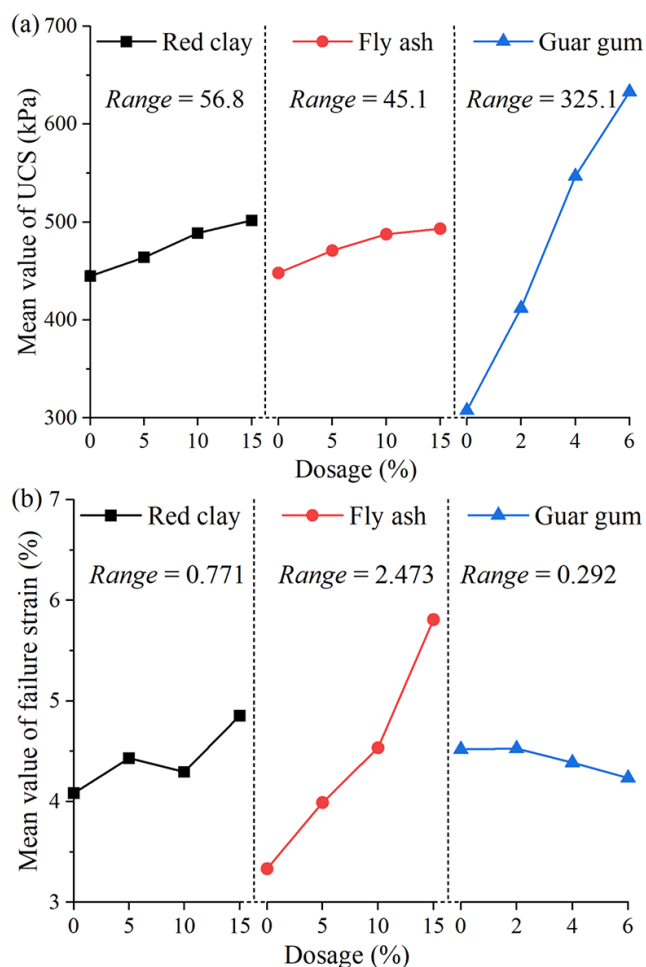 (a)
Red clay
Fly ash
Guar gum
Range = 56.8
Range = 45.1
Range = 325.1
Mean value of UCS (kPa)
700
600
500
400
300
0 5 10 15 0 5 10 15 0 2 4 6
Dosage (%)
(b)
Red clay
Fly ash
Guar gum
Range = 0.771
Range = 2.473
Range = 0.292
Mean value of failure strain (%)
7
6
5
4
3
0 5 10 15 0 5 10 15 0 2 4 6
Dosage (%)